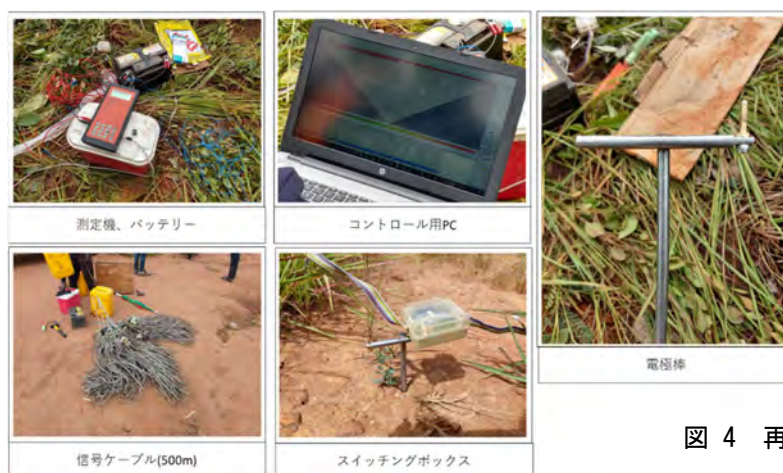 測定機、バッテリー
コントロール用PC
電極棒
信号ケーブル(500m)
スイッチングボックス
図 4 再